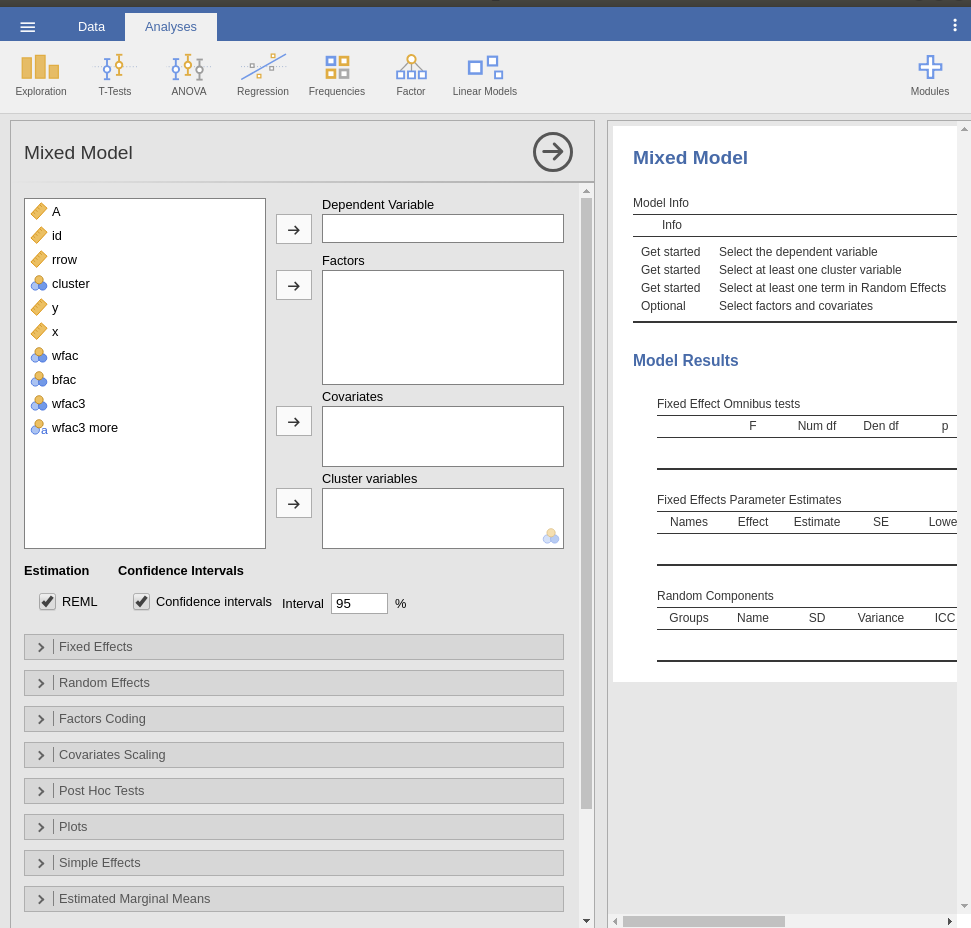 Data Analyses
Exploration T-Tests ANOVA Regression Frequencies Factor Linear Models Modules
Mixed Model
A
id
rrow
cluster
y
x
wfac
bfac
wfac3
a wfac3 more
Dependent Variable
Factors
Covariates
Cluster variables
Estimation Confidence Intervals
REML Confidence intervals Interval 95 %
Fixed Effects
Random Effects
Factors Coding
Covariates Scaling
Post Hoc Tests
Plots
Simple Effects
Estimated Marginal Means
Mixed Model
Model Info
Info
Get started Select the dependent variable
Get started Select at least one cluster variable
Get started Select at least one term in Random Effects
Optional Select factors and covariates
Model Results
Fixed Effect Omnibus tests
F Num df Den df p
Fixed Effects Parameter Estimates
Names Effect Estimate SE Lowe
Random Components
Groups Name SD Variance ICC